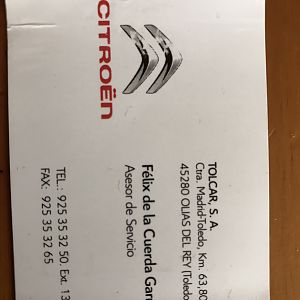 CITROËN
TOLCAR, S. A.
Ctra. Madrid-Toledo, Km. 63,80
45280 OLIAS DEL REY (Toledo
Félix de la Cuerda
Asesor de Servicio
TEL.: 925 35 32 50. Ext. 13
FAX: 925 35 32 65